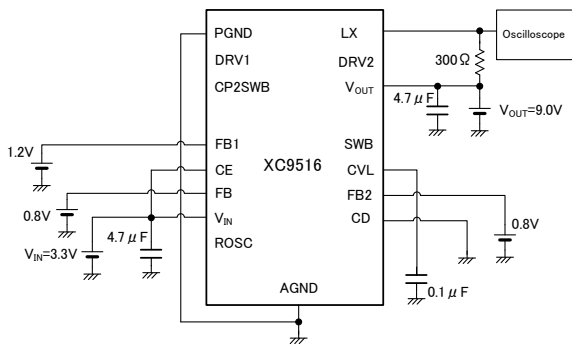 PGND
LX
Oscilloscope
DRV1
300Ω
DRV2
CP2SWB
VOUT
4.7μF
VOUT=9.0V
1.2V
FB1
SWB
CE
XC9516
CVL
FB
FB2
0.8V
VIN
CD
0.8V
VIN=3.3V
4.7μF
ROSC
AGND
0.1μF